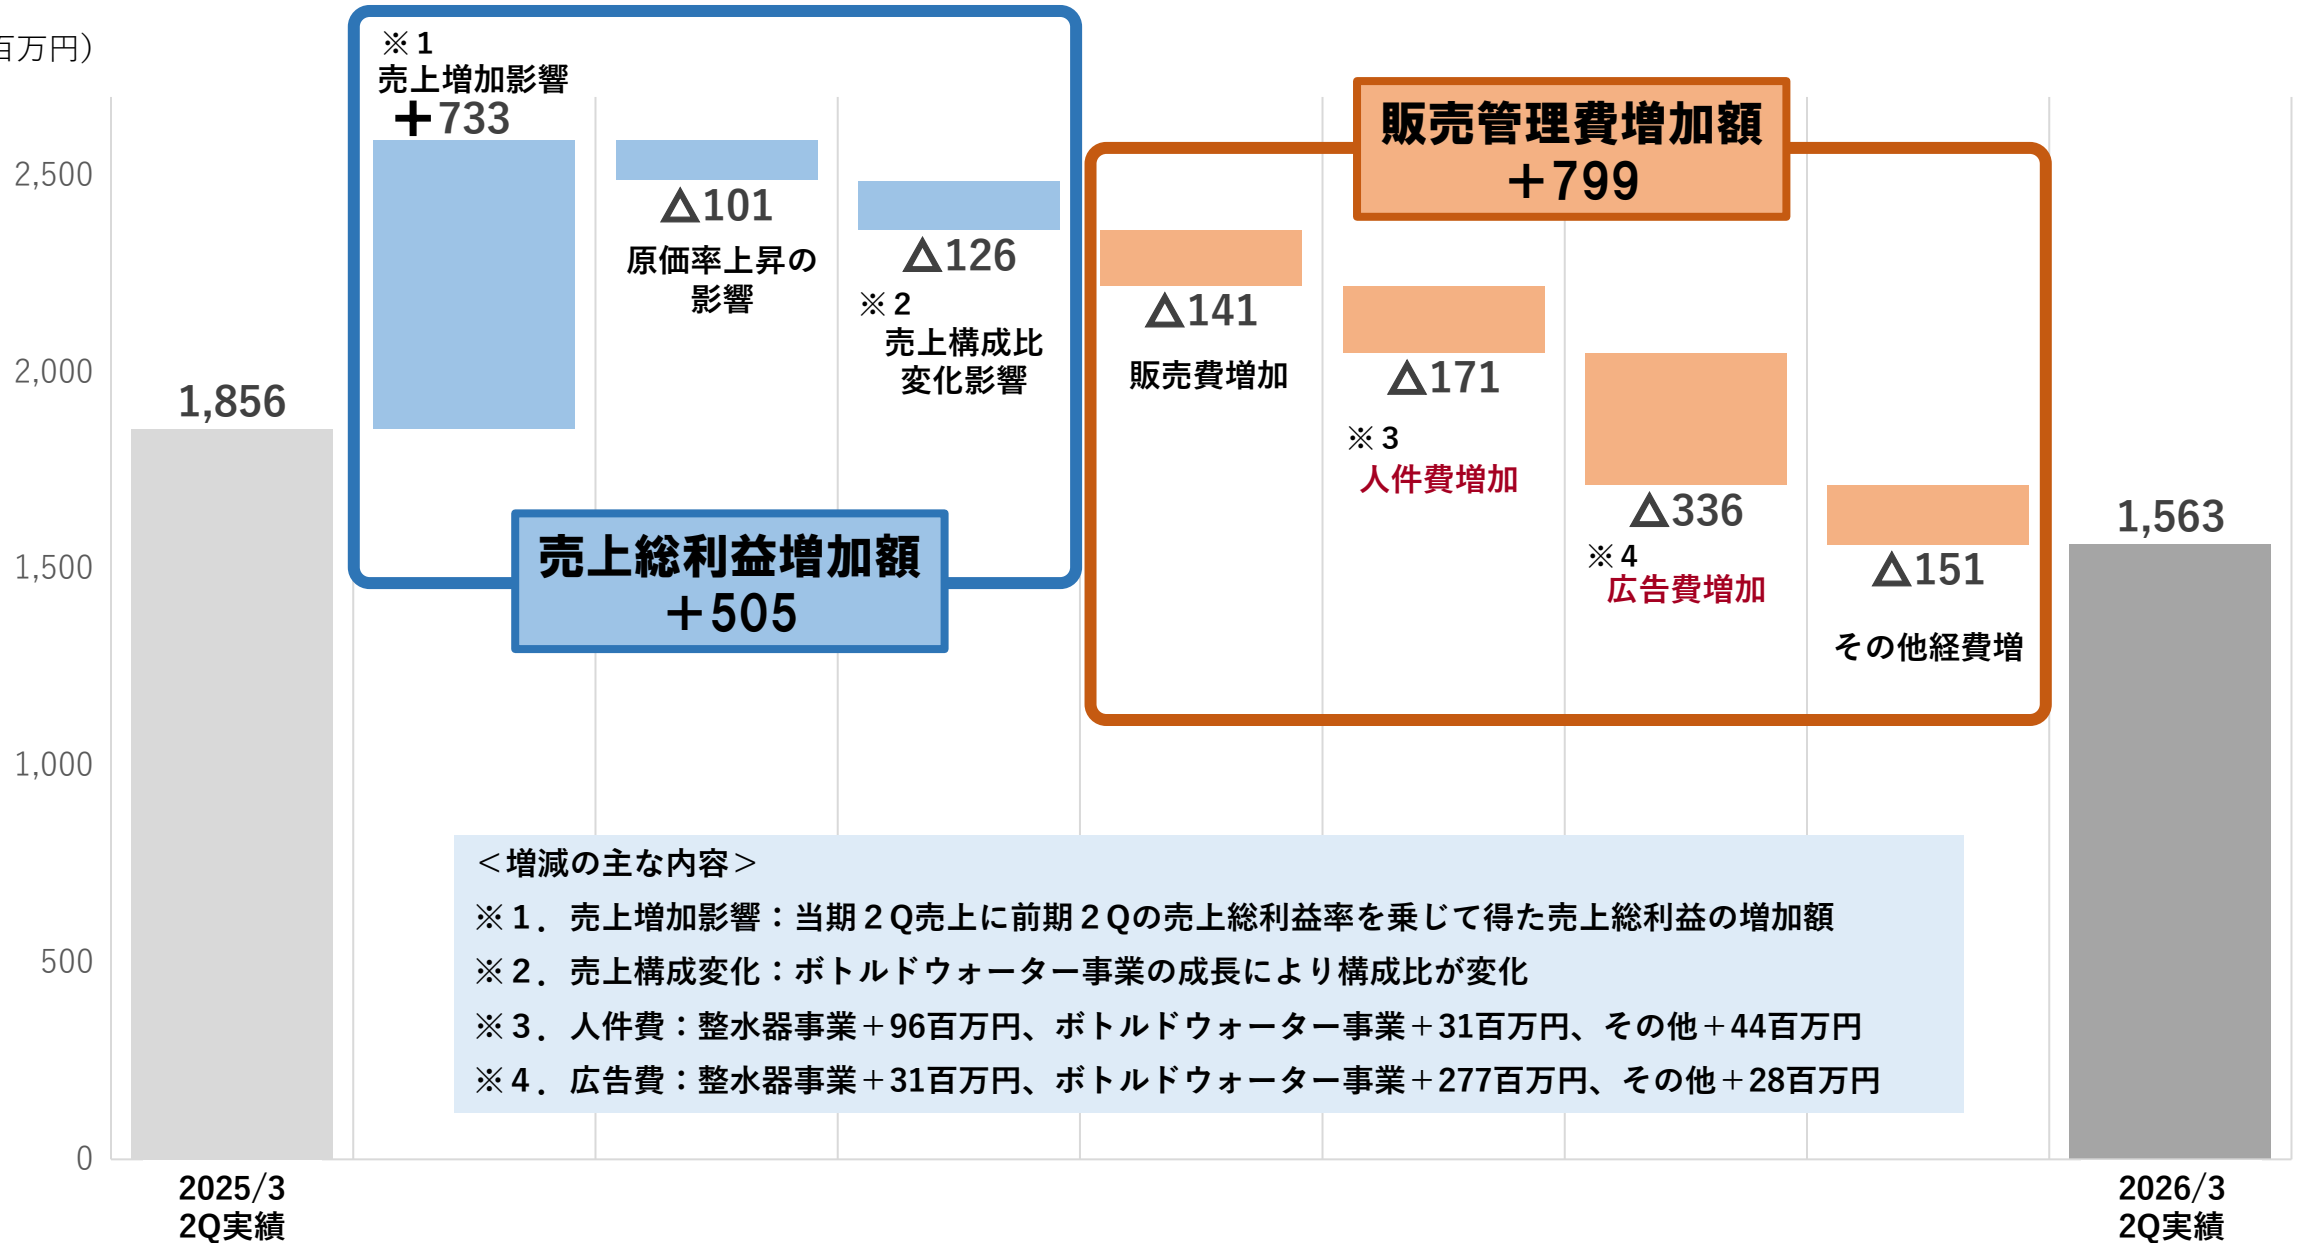 百万円）
※１
売上増加影響
＋733
△101
原価率上昇の
影響
△126
※２
売上構成比
変化影響
売上総利益増加額
＋505
販売管理費増加額
＋799
△141
販売費増加
△171
※３
人件費増加
△336
※４
広告費増加
△151
その他経費増
2,500
2,000
1,500
1,000
500
0
1,856
1,563
＜増減の主な内容＞
※１．売上増加影響：当期２Q売上に前期２Qの売上総利益率を乗じて得た売上総利益の増加額
※２．売上構成変化：ボトルドウォーター事業の成長により構成比が変化
※３．人件費：整水器事業＋96百万円、ボトルドウォーター事業＋31百万円、その他＋44百万円
※４．広告費：整水器事業＋31百万円、ボトルドウォーター事業＋277百万円、その他＋28百万円
2025/3
2Q実績
2026/3
2Q実績